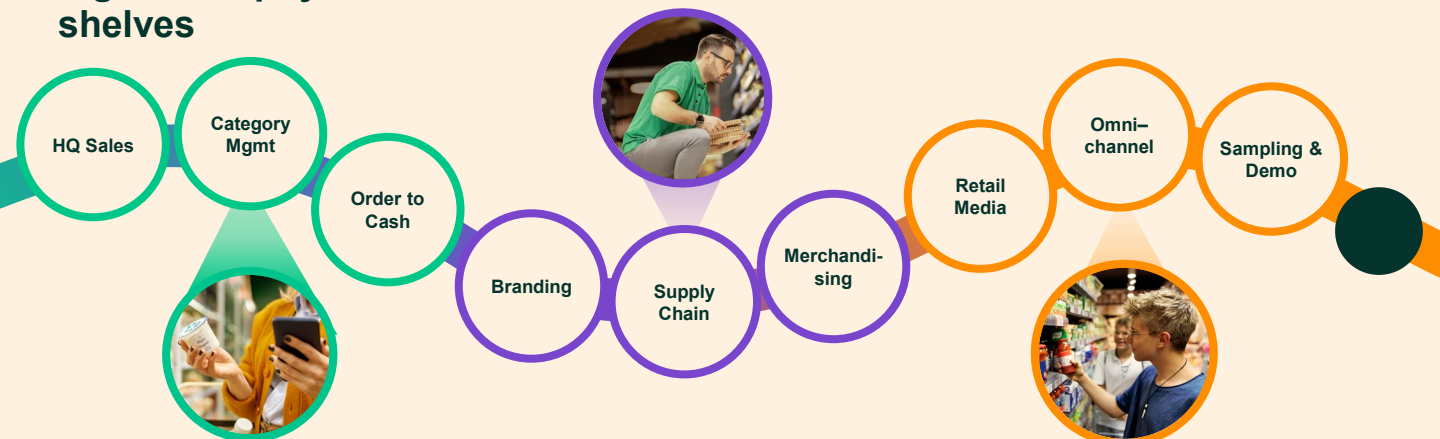 shelves
HQ Sales
Category
Mgmt
Order to
Cash
Branding
Supply
Chain
Merchandi-
sing
Retail
Media
Omni–
channel
Sampling &
Demo